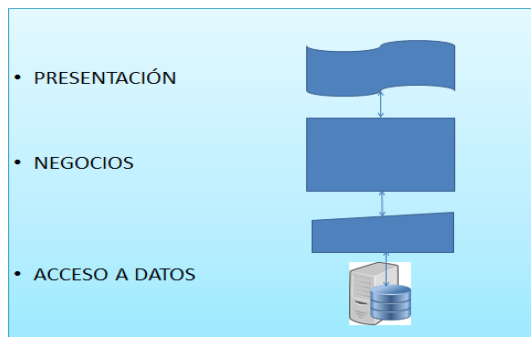 • PRESENTACIÓN
• NEGOCIOS
• ACCESO A DATOS